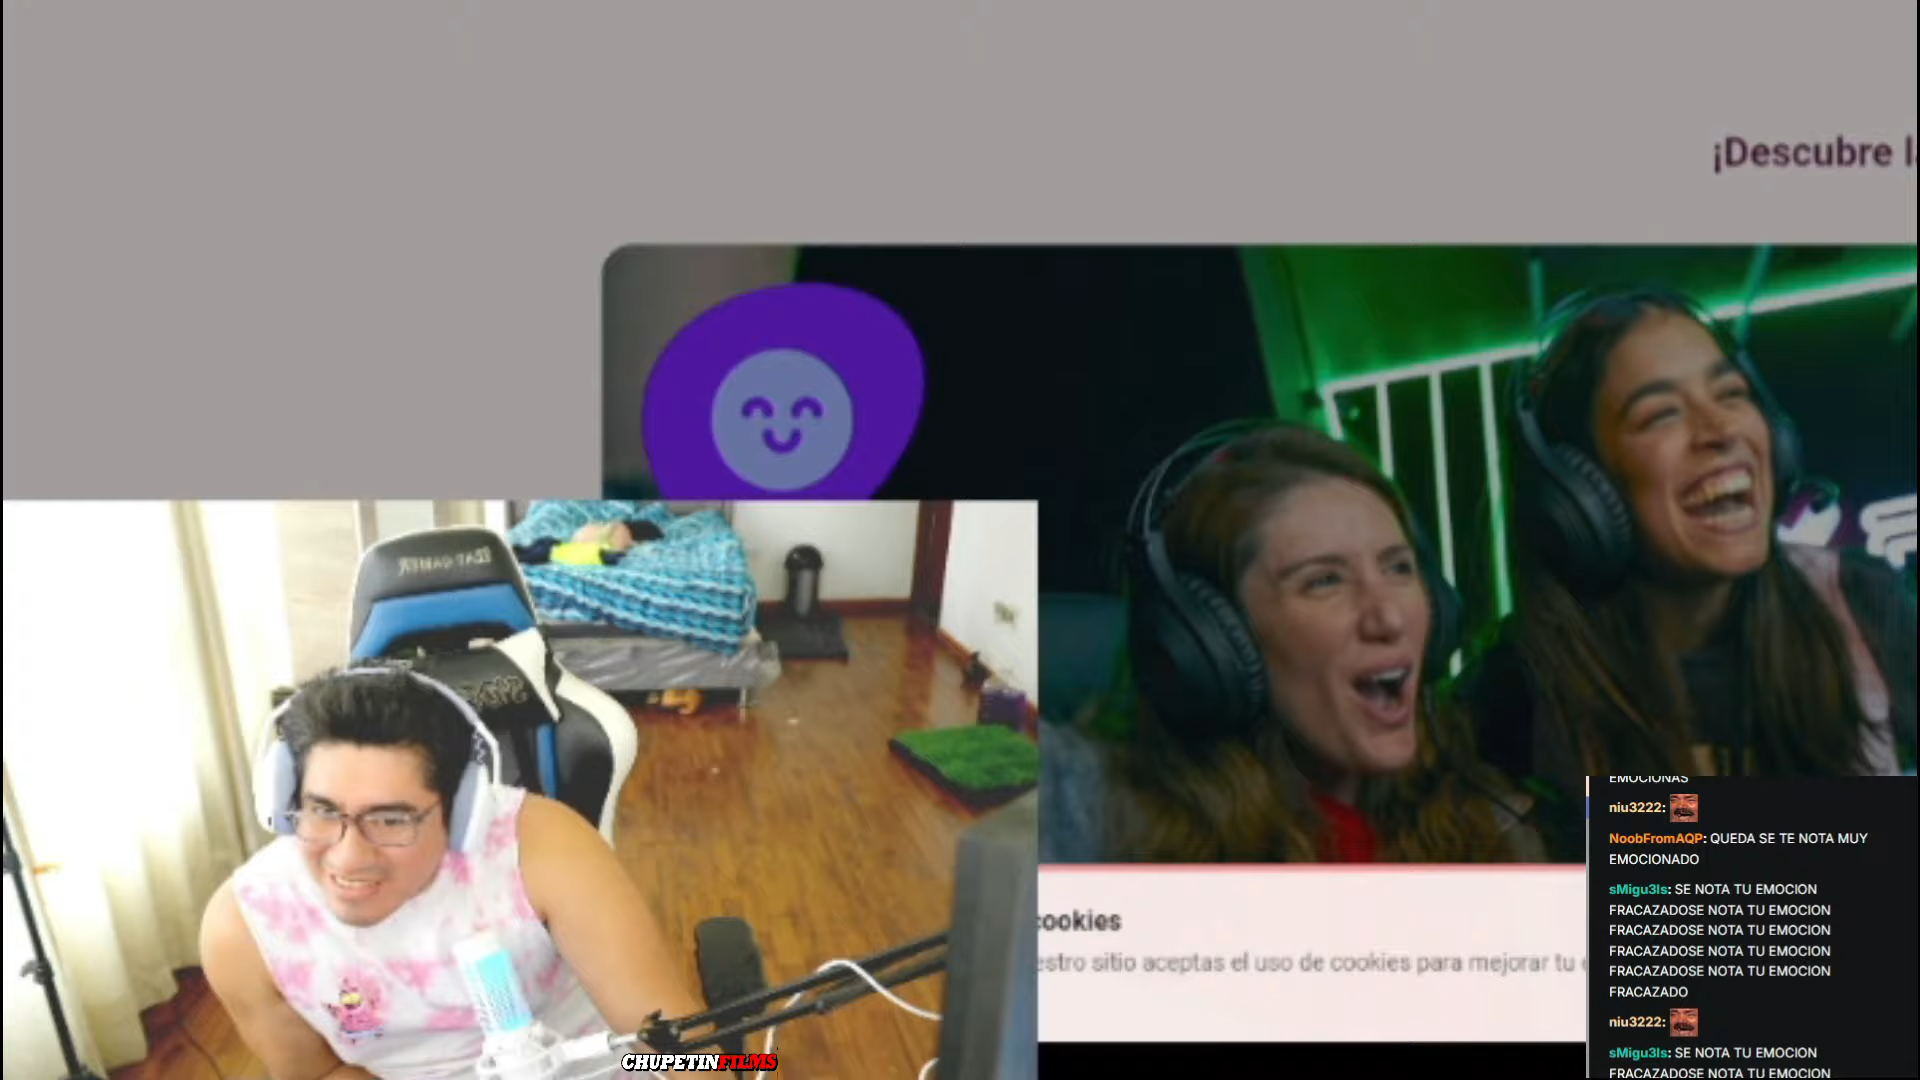 ¡Descubre l
EMOCIONAS
niu3222:
NoobFromAQP: QUEDA SE TE NOTA MUY
EMOCIONADO
sMigu3ls: SE NOTA TU EMOCION
FRACAZADOSE NOTA TU EMOCION
FRACAZADOSE NOTA TU EMOCION
FRACAZADOSE NOTA TU EMOCION
FRACAZADOSE NOTA TU EMOCION
FRACAZADO
niu3222:
sMigu3ls: SE NOTA TU EMOCION
FRACAZADOSE NOTA TU EMOCION
cookies
estro sitio aceptas el uso de cookies para mejorar tu
CHUPETINFILMS